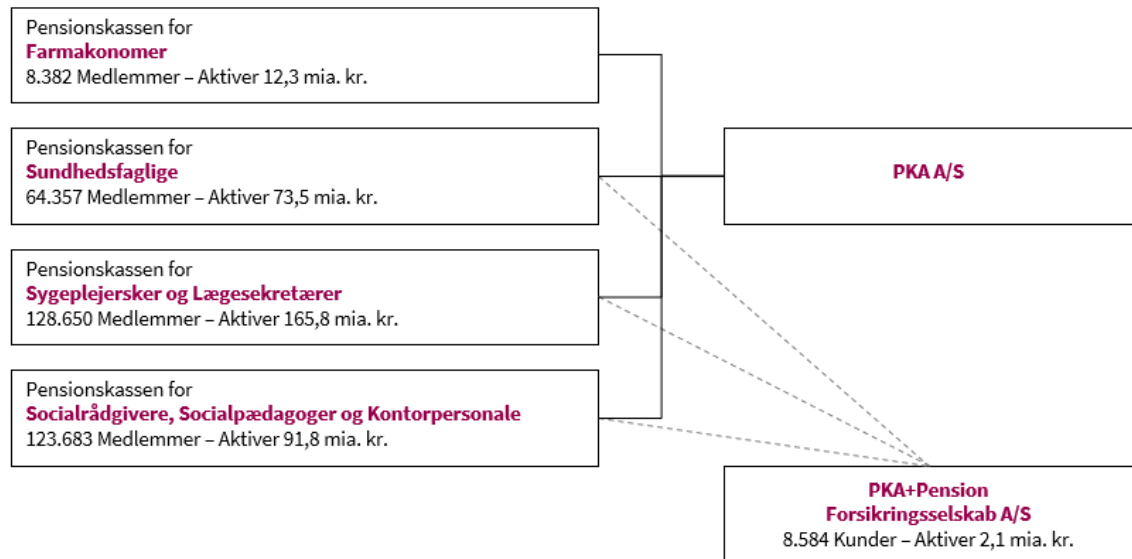 Pensionskassen for
Farmakonomer
8.382 Medlemmer – Aktiver 12,3 mia. kr.
Pensionskassen for
Sundhedsfaglige
64.357 Medlemmer – Aktiver 73,5 mia. kr.
PKA A/S
Pensionskassen for
Sygeplejersker og Lægesekretærer
128.650 Medlemmer – Aktiver 165,8 mia. kr.
Pensionskassen for
Socialrådgivere, Socialpædagoger og Kontorpersonale
123.683 Medlemmer – Aktiver 91,8 mia. kr.
PKA+Pension
Forsikringsselskab A/S
8.584 Kunder – Aktiver 2,1 mia. kr.